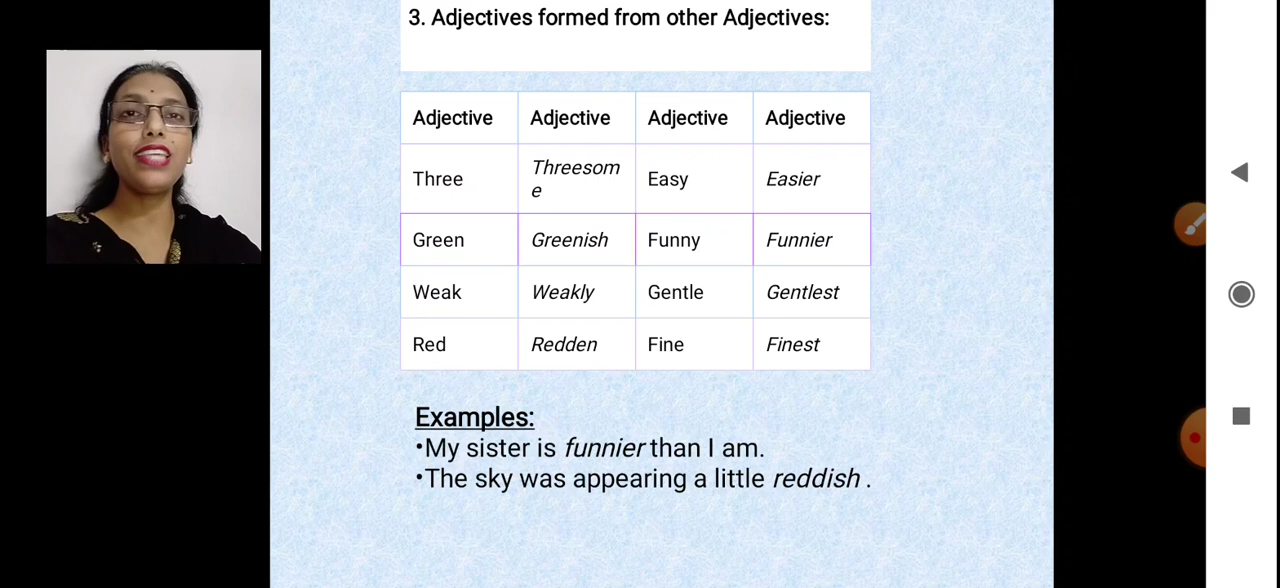 3. Adjectives formed from other Adjectives:
Adjective Adjective Adjective Adjective
Three Threesom
e Easy Easier
Green Greenish Funny Funnier
Weak Weakly Gentle Gentlest
Red Redden Fine Finest
Examples:
•My sister is funnier than I am.
•The sky was appearing a little reddish .